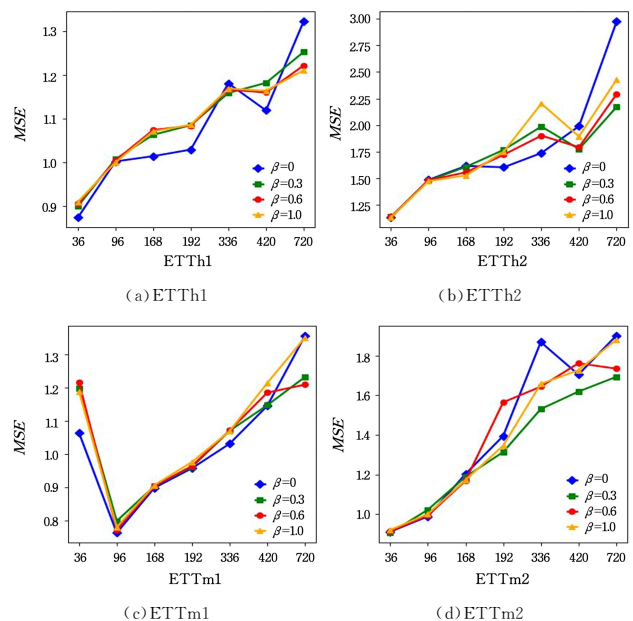 1.3
1.2
1.1
1.0
0.9
MSE
β=0
β=0.3
β=0.6
β=1.0
36 96 168 192 336 420 720
ETTh1
(a)ETTh1
3.00
2.75
2.50
2.25
2.00
1.75
1.50
1.25
MSE
β=0
β=0.3
β=0.6
β=1.0
36 96 168 192 336 420 720
ETTh2
(b)ETTh2
1.3
1.2
1.1
1.0
0.9
0.8
MSE
β=0
β=0.3
β=0.6
β=1.0
36 96 168 192 336 420 720
ETTm1
(c)ETTm1
1.8
1.6
1.4
1.2
1.0
MSE
β=0
β=0.3
β=0.6
β=1.0
36 96 168 192 336 420 720
ETTm2
(d)ETTm2